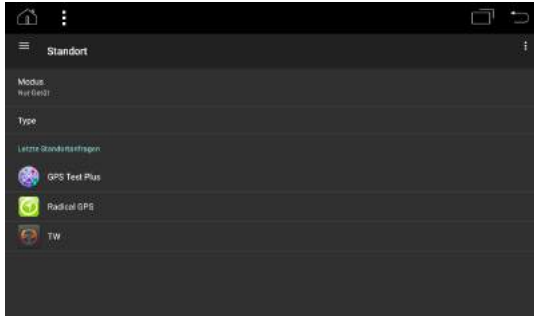 Standort
Modus
Nur Gerät
Type
Letzte Standortanfragen
GPS Test Plus
Radical GPS
TW